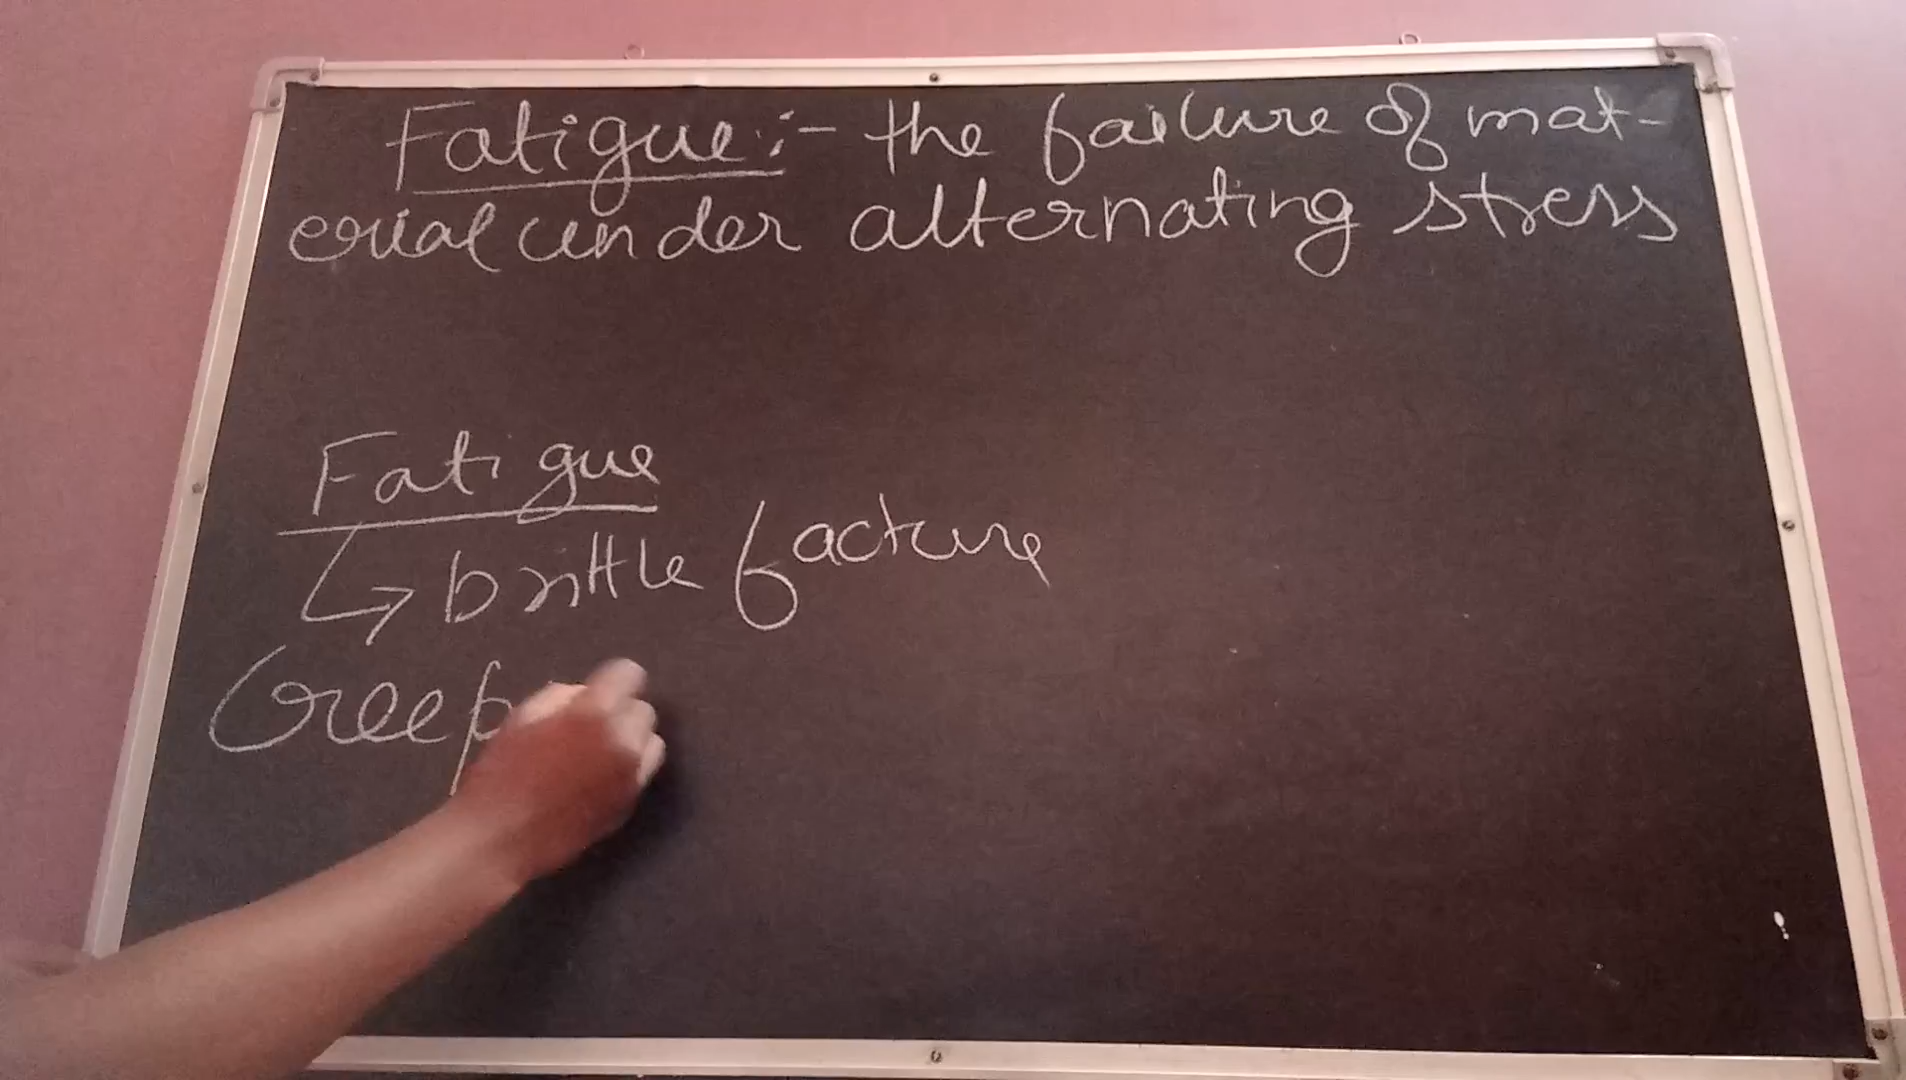 Fatigue:- the failure of mat-
erial under alternating stress
Fatigue
↳ brittle facture
Creep